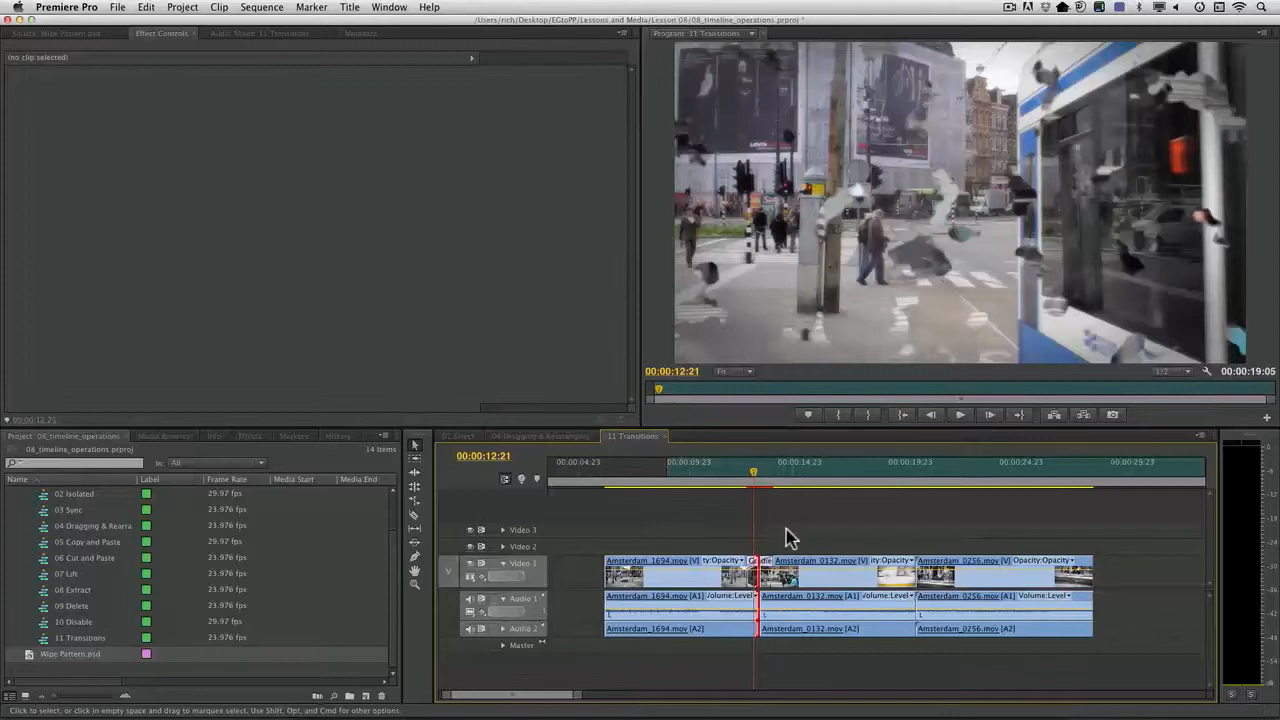 Premiere Pro File Edit Project Clip Sequence Marker Title Window Help
/Users/rich/Desktop/EGtoPP/Lessons and Media/Lesson 08/08_timeline_operations.prproj *
Source: Wipe Pattern.psd Effect Controls Audio Mixer: 11 Transitions Metadata
Program: 11 Transitions
(no clip selected)
00:00:12:21 Fit 1/2 00:00:19:05
00:00:12:21
Project: 08_timeline_operations Media Browser Info Effects Markers History
02 Select 04 Dragging & Rearranging 11 Transitions
08_timeline_operations.prproj 14 Items
In: All
00:00:12:21
00:00:04:23 00:00:09:23 00:00:14:23 00:00:19:23 00:00:24:23 00:00:29:23
Name Label Frame Rate Media Start Media End
02 Isolated 29.97 fps
03 Sync 23.976 fps
04 Dragging & Rearra 23.976 fps
05 Copy and Paste 23.976 fps
06 Cut and Paste 23.976 fps
07 Lift 23.976 fps
08 Extract 23.976 fps
09 Delete 23.976 fps
10 Disable 23.976 fps
11 Transitions 23.976 fps
Wipe Pattern.psd
Video 3
Video 2
Video 1
Amsterdam_1694.mov [V] ty:Opacity Amsterdam_0132.mov [V] :Opacity Amsterdam_0256.mov [V] Opacity:Opacity
Audio 1
Amsterdam_1694.mov [A1] Volume:Level Amsterdam_0132.mov [A1] Volume:Level Amsterdam_0256.mov [A1] Volume:Level
Audio 2
Amsterdam_1694.mov [A2] Amsterdam_0132.mov [A2] Amsterdam_0256.mov [A2]
Master
Click to select, or click in empty space and drag to marquee select. Use Shift, Opt, and Cmd for other options.